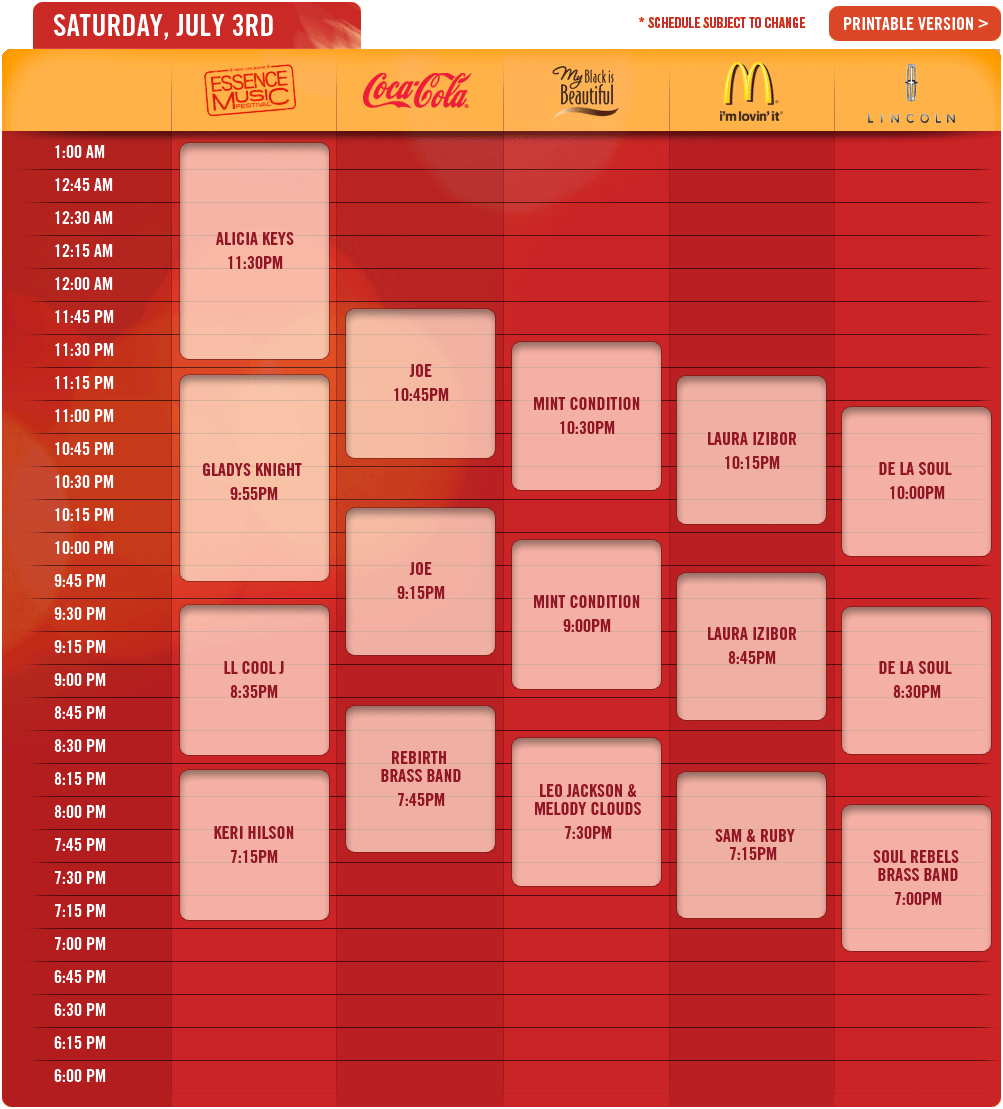 SATURDAY, JULY 3RD
* SCHEDULE SUBJECT TO CHANGE
PRINTABLE VERSION >
ESSENCE
MUSIC
FESTIVAL
Coca-Cola
My Black is
Beautiful
i'm lovin' it
LINCOLN
1:00 AM
12:45 AM
12:30 AM
12:15 AM
12:00 AM
11:45 PM
11:30 PM
11:15 PM
11:00 PM
10:45 PM
10:30 PM
10:15 PM
10:00 PM
9:45 PM
9:30 PM
9:15 PM
9:00 PM
8:45 PM
8:30 PM
8:15 PM
8:00 PM
7:45 PM
7:30 PM
7:15 PM
7:00 PM
6:45 PM
6:30 PM
6:15 PM
6:00 PM
ALICIA KEYS
11:30PM
GLADYS KNIGHT
9:55PM
LL COOL J
8:35PM
KERI HILSON
7:15PM
JOE
10:45PM
JOE
9:15PM
REBIRTH
BRASS BAND
7:45PM
MINT CONDITION
10:30PM
MINT CONDITION
9:00PM
LEO JACKSON &
MELODY CLOUDS
7:30PM
LAURA IZIBOR
10:15PM
LAURA IZIBOR
8:45PM
SAM & RUBY
7:15PM
DE LA SOUL
10:00PM
DE LA SOUL
8:30PM
SOUL REBELS
BRASS BAND
7:00PM